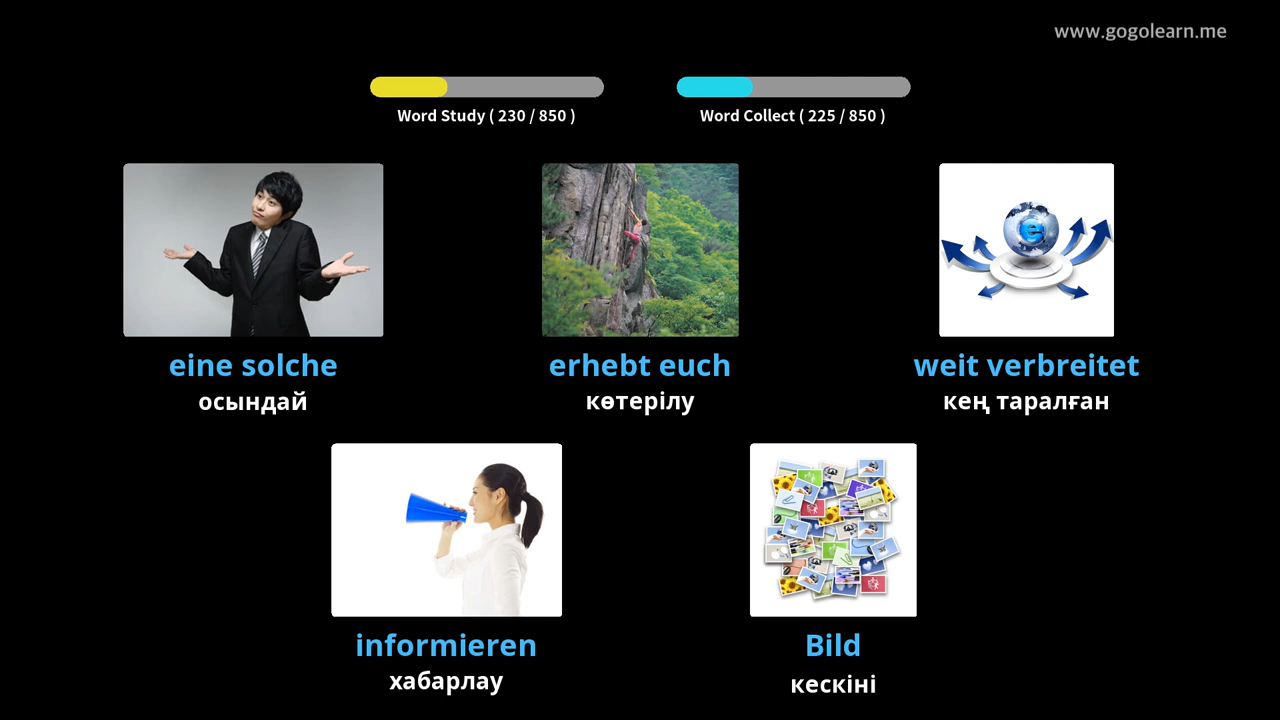 www.gogolearn.me
Word Study ( 230 / 850 )
Word Collect ( 225 / 850 )
eine solche
осындай
erhebt euch
көтерілу
weit verbreitet
кең таралған
informieren
хабарлау
Bild
кескіні